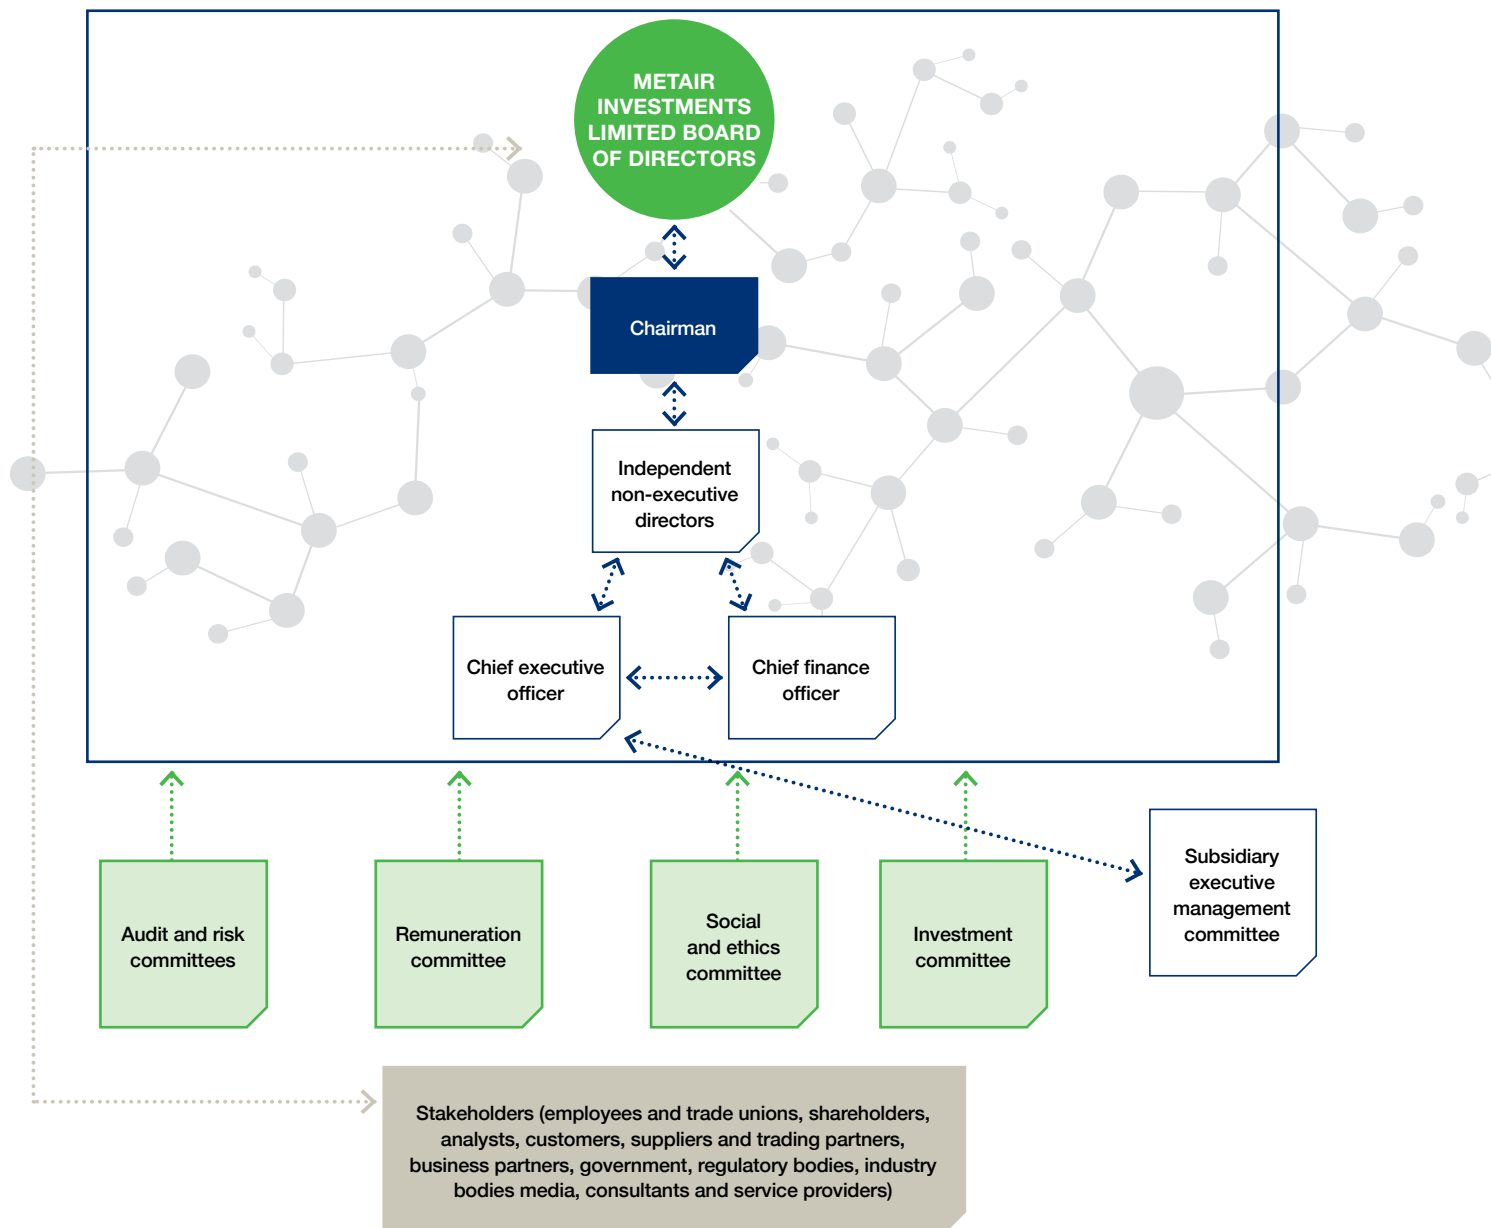 METAIR
INVESTMENTS
LIMITED BOARD
OF DIRECTORS
Chairman
Independent
non-executive
directors
Chief executive
officer
Chief finance
officer
Audit and risk
committees
Remuneration
committee
Social
and ethics
committee
Investment
committee
Subsidiary
executive
management
committee
Stakeholders (employees and trade unions, shareholders,
analysts, customers, suppliers and trading partners,
business partners, government, regulatory bodies, industry
bodies media, consultants and service providers)